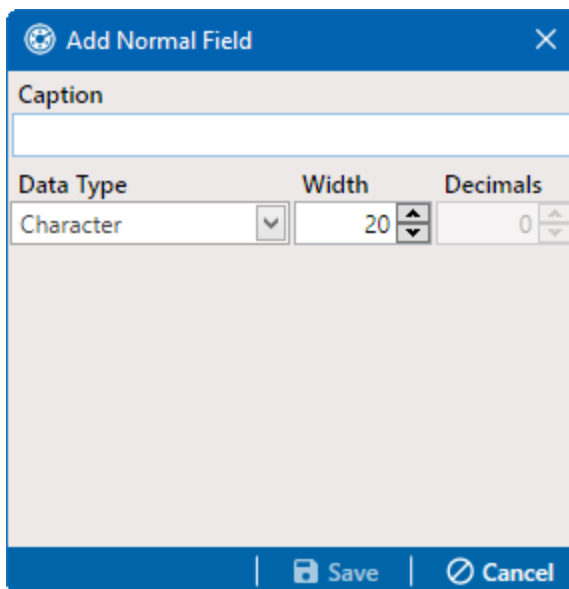 Add Normal Field
Caption
Data Type Width Decimals
Character 20 0
Save Cancel